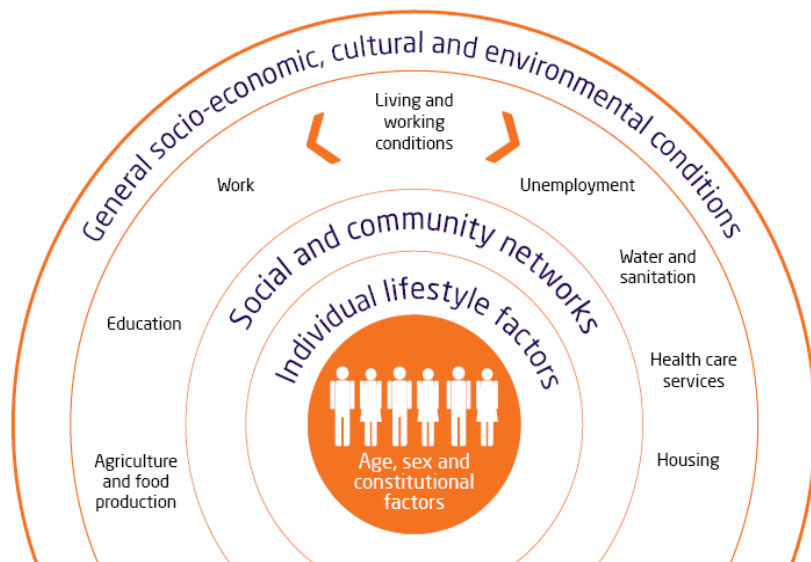 General socio-economic, cultural and environmental conditions
Living and
working
conditions
Work
Unemployment
Social and community networks
Water and
sanitation
Individual lifestyle factors
Education
Health care
services
Agriculture
and food
production
Housing
Age, sex and
constitutional
factors